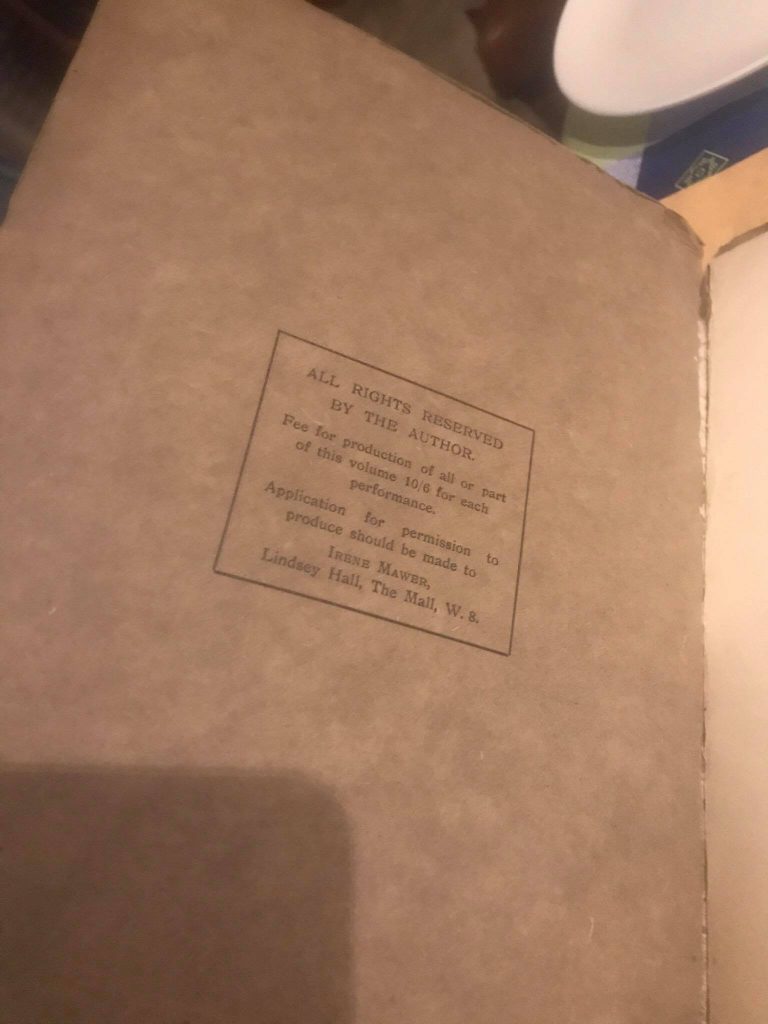 ALL RIGHTS RESERVED
BY THE AUTHOR.
Fee for production of all or part
of this volume 10/6 for each
performance.
Application for permission to
produce should be made to
IRENE MAWER,
Lindsey Hall, The Mall, W. 8.